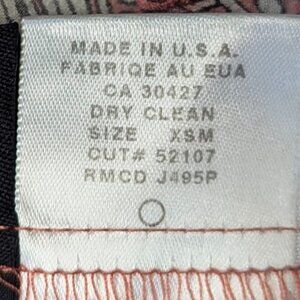 MADE IN U.S.A.
FABRIQE AU EUA
CA 30427
DRY CLEAN
SIZE XSM
CUT# 52107
RMCD J495P